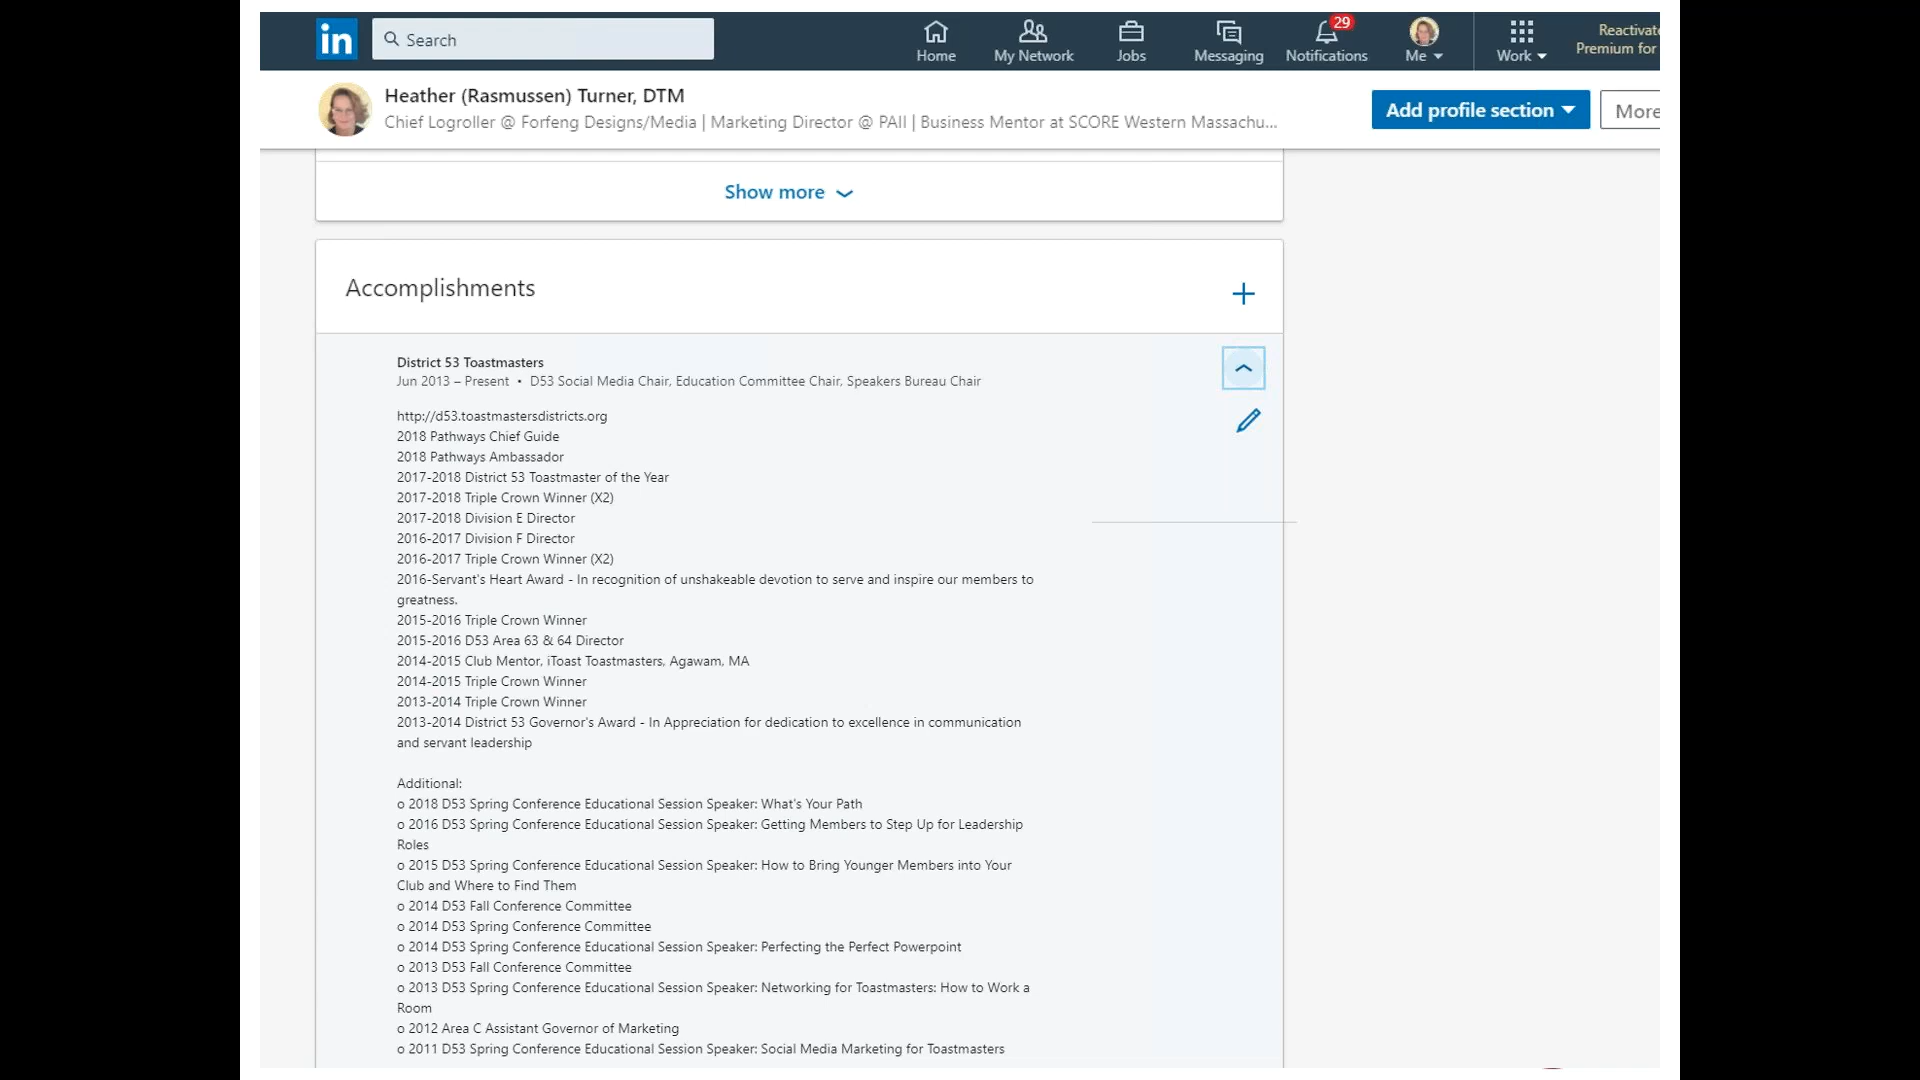 in
Search
Home
My Network
Jobs
Messaging
29
Notifications
Me
Work
Reactivate
Premium for
Heather (Rasmussen) Turner, DTM
Chief Logroller @ Forfeng Designs/Media | Marketing Director @ PAII | Business Mentor at SCORE Western Massachu...
Add profile section
More
Show more
Accomplishments
District 53 Toastmasters
Jun 2013 – Present • D53 Social Media Chair, Education Committee Chair, Speakers Bureau Chair
http://d53.toastmastersdistricts.org
2018 Pathways Chief Guide
2018 Pathways Ambassador
2017-2018 District 53 Toastmaster of the Year
2017-2018 Triple Crown Winner (X2)
2017-2018 Division E Director
2016-2017 Division F Director
2016-2017 Triple Crown Winner (X2)
2016-Servant's Heart Award - In recognition of unshakeable devotion to serve and inspire our members to
greatness.
2015-2016 Triple Crown Winner
2015-2016 D53 Area 63 & 64 Director
2014-2015 Club Mentor, iToast Toastmasters, Agawam, MA
2014-2015 Triple Crown Winner
2013-2014 Triple Crown Winner
2013-2014 District 53 Governor's Award - In Appreciation for dedication to excellence in communication
and servant leadership
Additional:
o 2018 D53 Spring Conference Educational Session Speaker: What's Your Path
o 2016 D53 Spring Conference Educational Session Speaker: Getting Members to Step Up for Leadership
Roles
o 2015 D53 Spring Conference Educational Session Speaker: How to Bring Younger Members into Your
Club and Where to Find Them
o 2014 D53 Fall Conference Committee
o 2014 D53 Spring Conference Committee
o 2014 D53 Spring Conference Educational Session Speaker: Perfecting the Perfect Powerpoint
o 2013 D53 Fall Conference Committee
o 2013 D53 Spring Conference Educational Session Speaker: Networking for Toastmasters: How to Work a
Room
o 2012 Area C Assistant Governor of Marketing
o 2011 D53 Spring Conference Educational Session Speaker: Social Media Marketing for Toastmasters